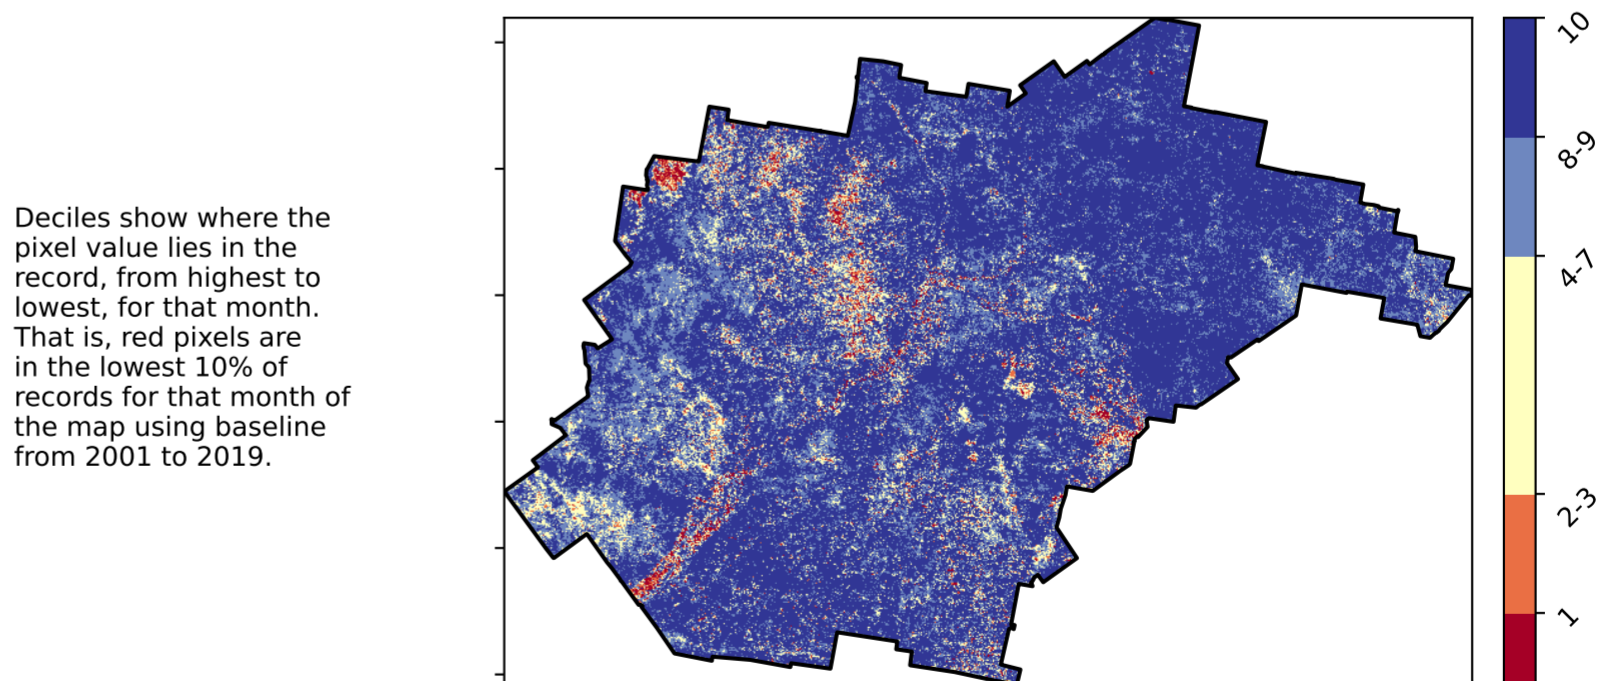 Deciles show where the
pixel value lies in the
record, from highest to
lowest, for that month.
That is, red pixels are
in the lowest 10% of
records for that month of
the map using baseline
from 2001 to 2019.
10
8-9
4-7
2-3
1